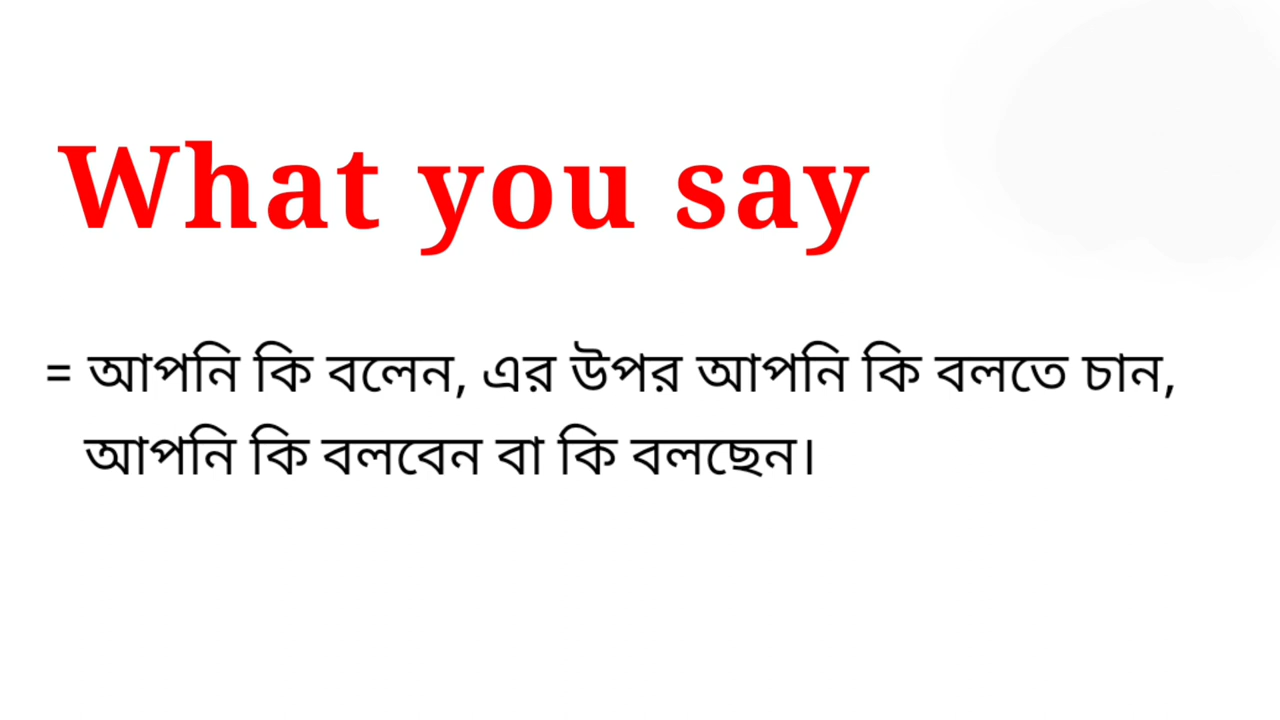 What you say
= আপনি কি বলেন, এর উপর আপনি কি বলতে চান,
আপনি কি বলবেন বা কি বলছেন।